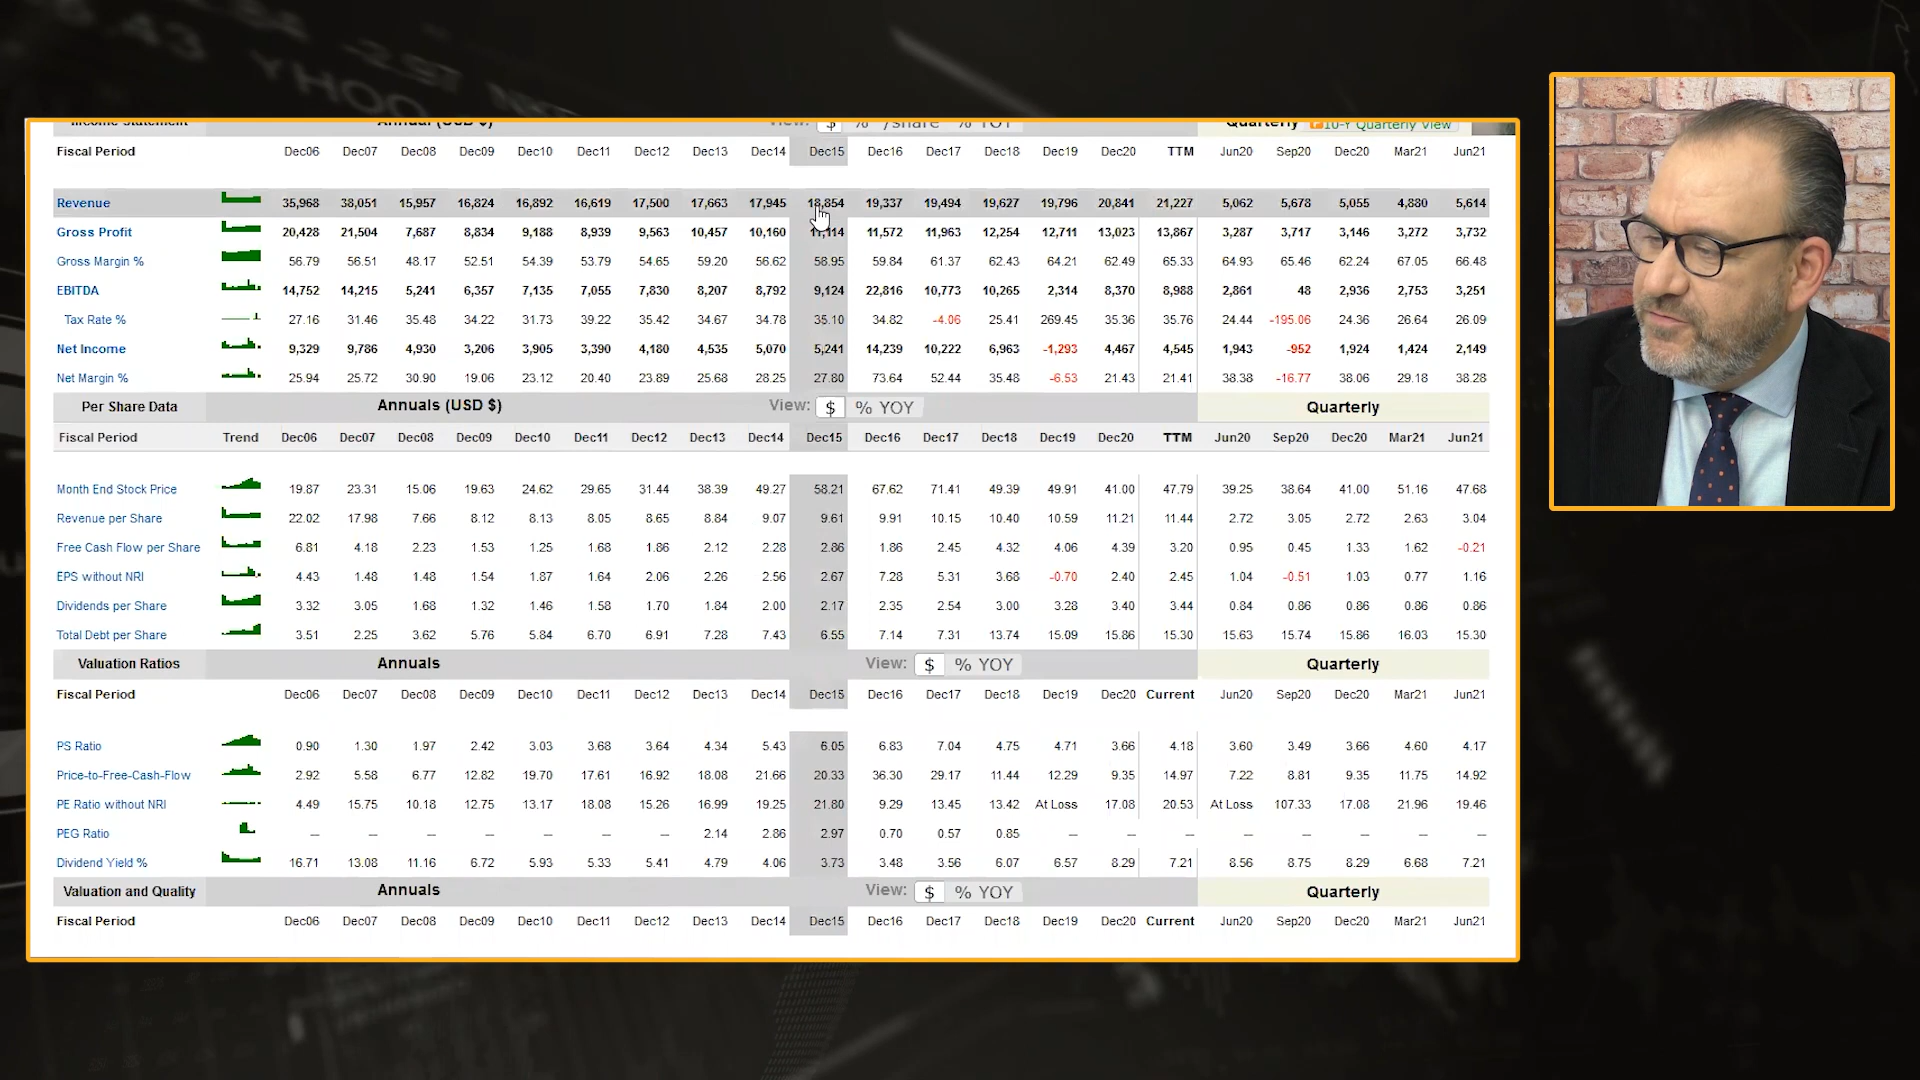 YHOO
Income Statement Annual (USD $) View: $ % /Share % YOY Quarterly 10-Y Quarterly View
Fiscal Period Dec06 Dec07 Dec08 Dec09 Dec10 Dec11 Dec12 Dec13 Dec14 Dec15 Dec16 Dec17 Dec18 Dec19 Dec20 TTM Jun20 Sep20 Dec20 Mar21 Jun21
Revenue 35,968 38,051 15,957 16,824 16,892 16,619 17,500 17,663 17,945 18,854 19,337 19,494 19,627 19,796 20,841 21,227 5,062 5,678 5,055 4,880 5,614
Gross Profit 20,428 21,504 7,687 8,834 9,188 8,939 9,563 10,457 10,160 11,114 11,572 11,963 12,254 12,711 13,023 13,867 3,287 3,717 3,146 3,272 3,732
Gross Margin % 56.79 56.51 48.17 52.51 54.39 53.79 54.65 59.20 56.62 58.95 59.84 61.37 62.43 64.21 62.49 65.33 64.93 65.46 62.24 67.05 66.48
EBITDA 14,752 14,215 5,241 6,357 7,135 7,055 7,830 8,207 8,792 9,124 22,816 10,773 10,265 2,314 8,370 8,988 2,861 48 2,936 2,753 3,251
Tax Rate % 27.16 31.46 35.48 34.22 31.73 39.22 35.42 34.67 34.78 35.10 34.82 -4.06 25.41 269.45 35.36 35.76 24.44 -195.06 24.36 26.64 26.09
Net Income 9,329 9,786 4,930 3,206 3,905 3,390 4,180 4,535 5,070 5,241 14,239 10,222 6,963 -1,293 4,467 4,545 1,943 -952 1,924 1,424 2,149
Net Margin % 25.94 25.72 30.90 19.06 23.12 20.40 23.89 25.68 28.25 27.80 73.64 52.44 35.48 -6.53 21.43 21.41 38.38 -16.77 38.06 29.18 38.28
Per Share Data Annuals (USD $) View: $ % YOY Quarterly
Fiscal Period Trend Dec06 Dec07 Dec08 Dec09 Dec10 Dec11 Dec12 Dec13 Dec14 Dec15 Dec16 Dec17 Dec18 Dec19 Dec20 TTM Jun20 Sep20 Dec20 Mar21 Jun21
Month End Stock Price 19.87 23.31 15.06 19.63 24.62 29.65 31.44 38.39 49.27 58.21 67.62 71.41 49.39 49.91 41.00 47.79 39.25 38.64 41.00 51.16 47.68
Revenue per Share 22.02 17.98 7.66 8.12 8.13 8.05 8.65 8.84 9.07 9.61 9.91 10.15 10.40 10.59 11.21 11.44 2.72 3.05 2.72 2.63 3.04
Free Cash Flow per Share 6.81 4.18 2.23 1.53 1.25 1.68 1.86 2.12 2.28 2.86 1.86 2.45 4.32 4.06 4.39 3.20 0.95 0.45 1.33 1.62 -0.21
EPS without NRI 4.43 1.48 1.48 1.54 1.87 1.64 2.06 2.26 2.56 2.67 7.28 5.31 3.68 -0.70 2.40 2.45 1.04 -0.51 1.03 0.77 1.16
Dividends per Share 3.32 3.05 1.68 1.32 1.46 1.58 1.70 1.84 2.00 2.17 2.35 2.54 3.00 3.28 3.40 3.44 0.84 0.86 0.86 0.86 0.86
Total Debt per Share 3.51 2.25 3.62 5.76 5.84 6.70 6.91 7.28 7.43 6.55 7.14 7.31 13.74 15.09 15.86 15.30 15.63 15.74 15.86 16.03 15.30
Valuation Ratios Annuals View: $ % YOY Quarterly
Fiscal Period Dec06 Dec07 Dec08 Dec09 Dec10 Dec11 Dec12 Dec13 Dec14 Dec15 Dec16 Dec17 Dec18 Dec19 Dec20 Current Jun20 Sep20 Dec20 Mar21 Jun21
PS Ratio 0.90 1.30 1.97 2.42 3.03 3.68 3.64 4.34 5.43 6.05 6.83 7.04 4.75 4.71 3.66 4.18 3.60 3.49 3.66 4.60 4.17
Price-to-Free-Cash-Flow 2.92 5.58 6.77 12.82 19.70 17.61 16.92 18.08 21.66 20.33 36.30 29.17 11.44 12.29 9.35 14.97 7.22 8.81 9.35 11.75 14.92
PE Ratio without NRI 4.49 15.75 10.18 12.75 13.17 18.08 15.26 16.99 19.25 21.80 9.29 13.45 13.42 At Loss 17.08 20.53 At Loss 107.33 17.08 21.96 19.46
PEG Ratio – – – – – – – 2.14 2.86 2.97 0.70 0.57 0.85 – – – – – – – –
Dividend Yield % 16.71 13.08 11.16 6.72 5.93 5.33 5.41 4.79 4.06 3.73 3.48 3.56 6.07 6.57 8.29 7.21 8.56 8.75 8.29 6.68 7.21
Valuation and Quality Annuals View: $ % YOY Quarterly
Fiscal Period Dec06 Dec07 Dec08 Dec09 Dec10 Dec11 Dec12 Dec13 Dec14 Dec15 Dec16 Dec17 Dec18 Dec19 Dec20 Current Jun20 Sep20 Dec20 Mar21 Jun21